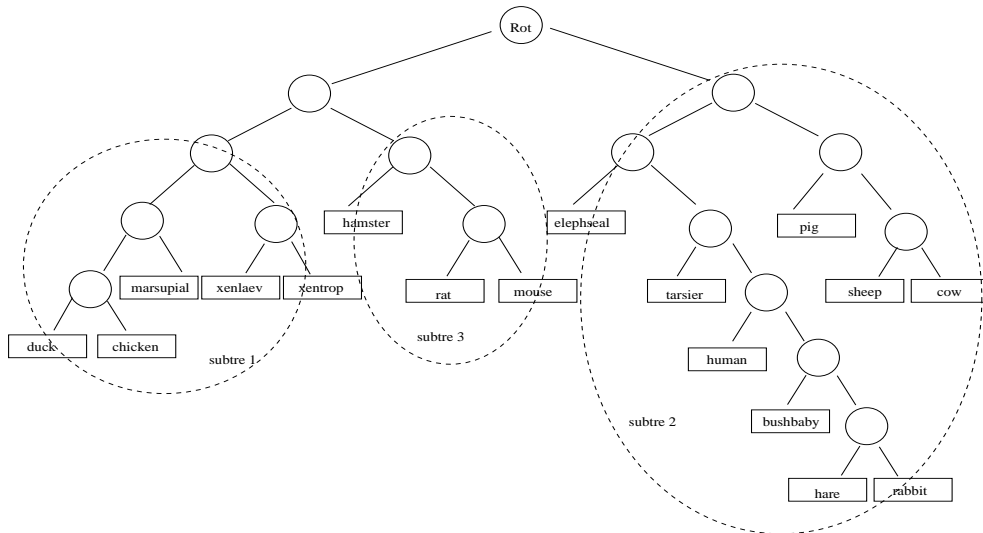 Rot
hamster
elephseal
pig
marsupial
xenlaev
xentrop
rat
mouse
tarsier
sheep
cow
duck
chicken
subtre 1
subtre 3
human
bushbaby
subtre 2
hare
rabbit